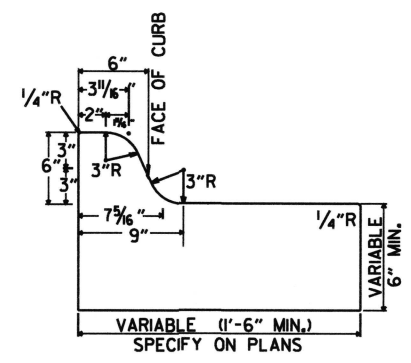 6"
FACE OF CURB
3 11/16"
1/4"R
2"
3"
6"
3"R
3"R
3"
7 5/16"
1/4"R
9"
VARIABLE
6" MIN.
VARIABLE (1'-6" MIN.)
SPECIFY ON PLANS